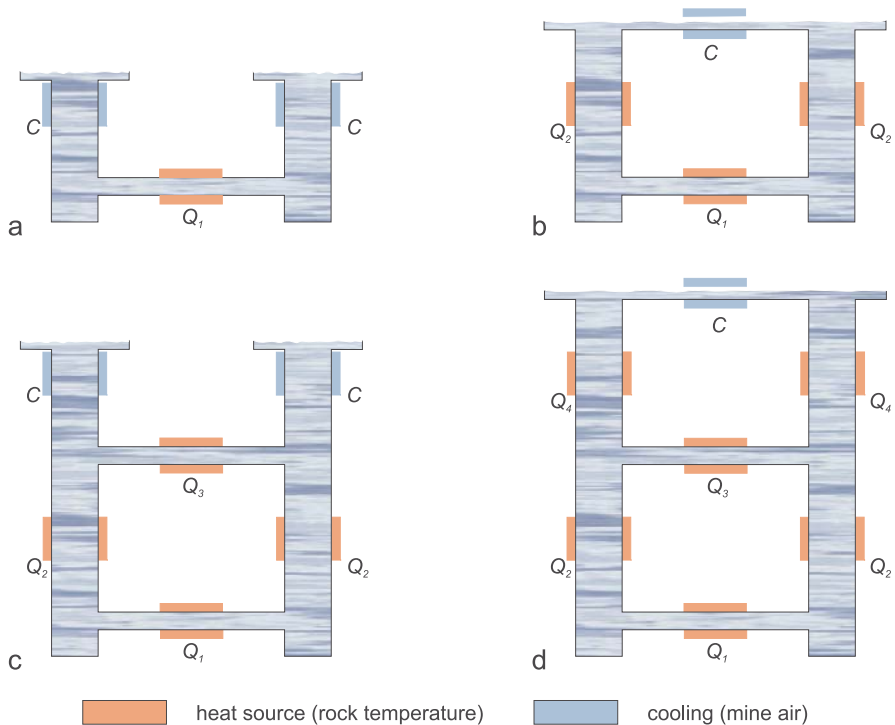 C
C
Q₁
a
C
Q₂
Q₂
Q₁
b
C
C
Q₃
Q₂
Q₂
Q₁
c
C
Q₄
Q₄
Q₃
Q₂
Q₂
Q₁
d
heat source (rock temperature)
cooling (mine air)